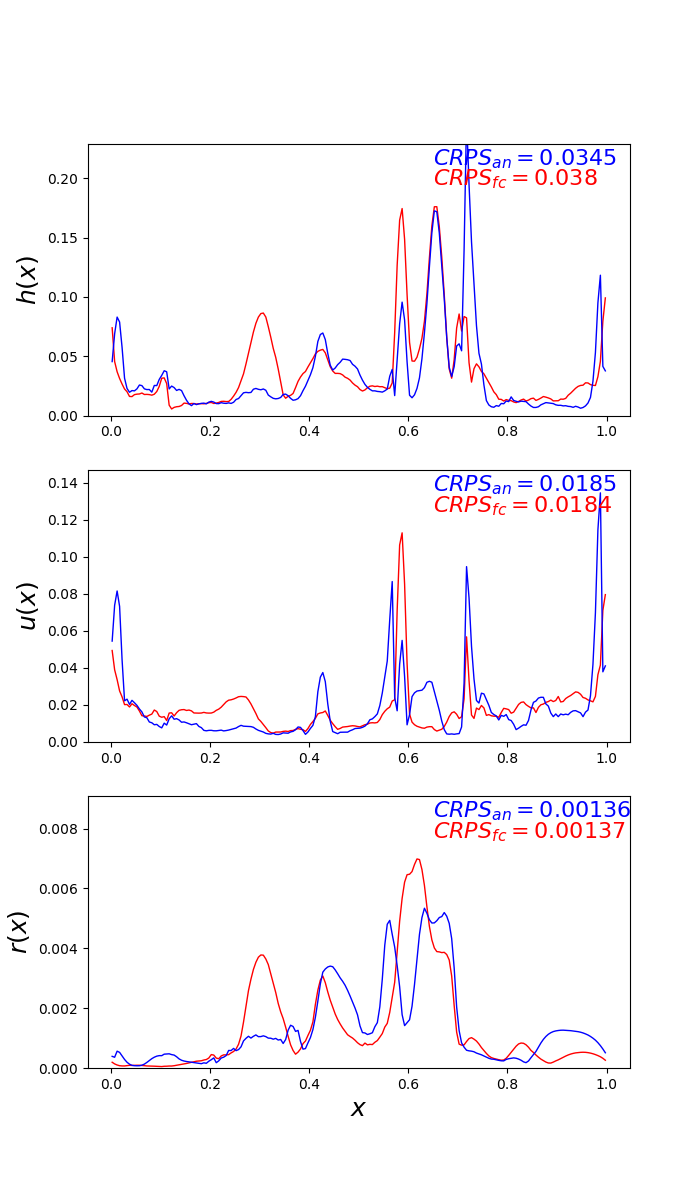 CRPS_an = 0.0345
CRPS_fc = 0.038
0.20
0.15
0.10
0.05
0.00
h(x)
0.0 0.2 0.4 0.6 0.8 1.0
CRPS_an = 0.0185
CRPS_fc = 0.0184
0.14
0.12
0.10
0.08
0.06
0.04
0.02
0.00
u(x)
0.0 0.2 0.4 0.6 0.8 1.0
CRPS_an = 0.00136
CRPS_fc = 0.00137
0.008
0.006
0.004
0.002
0.000
r(x)
0.0 0.2 0.4 0.6 0.8 1.0
x